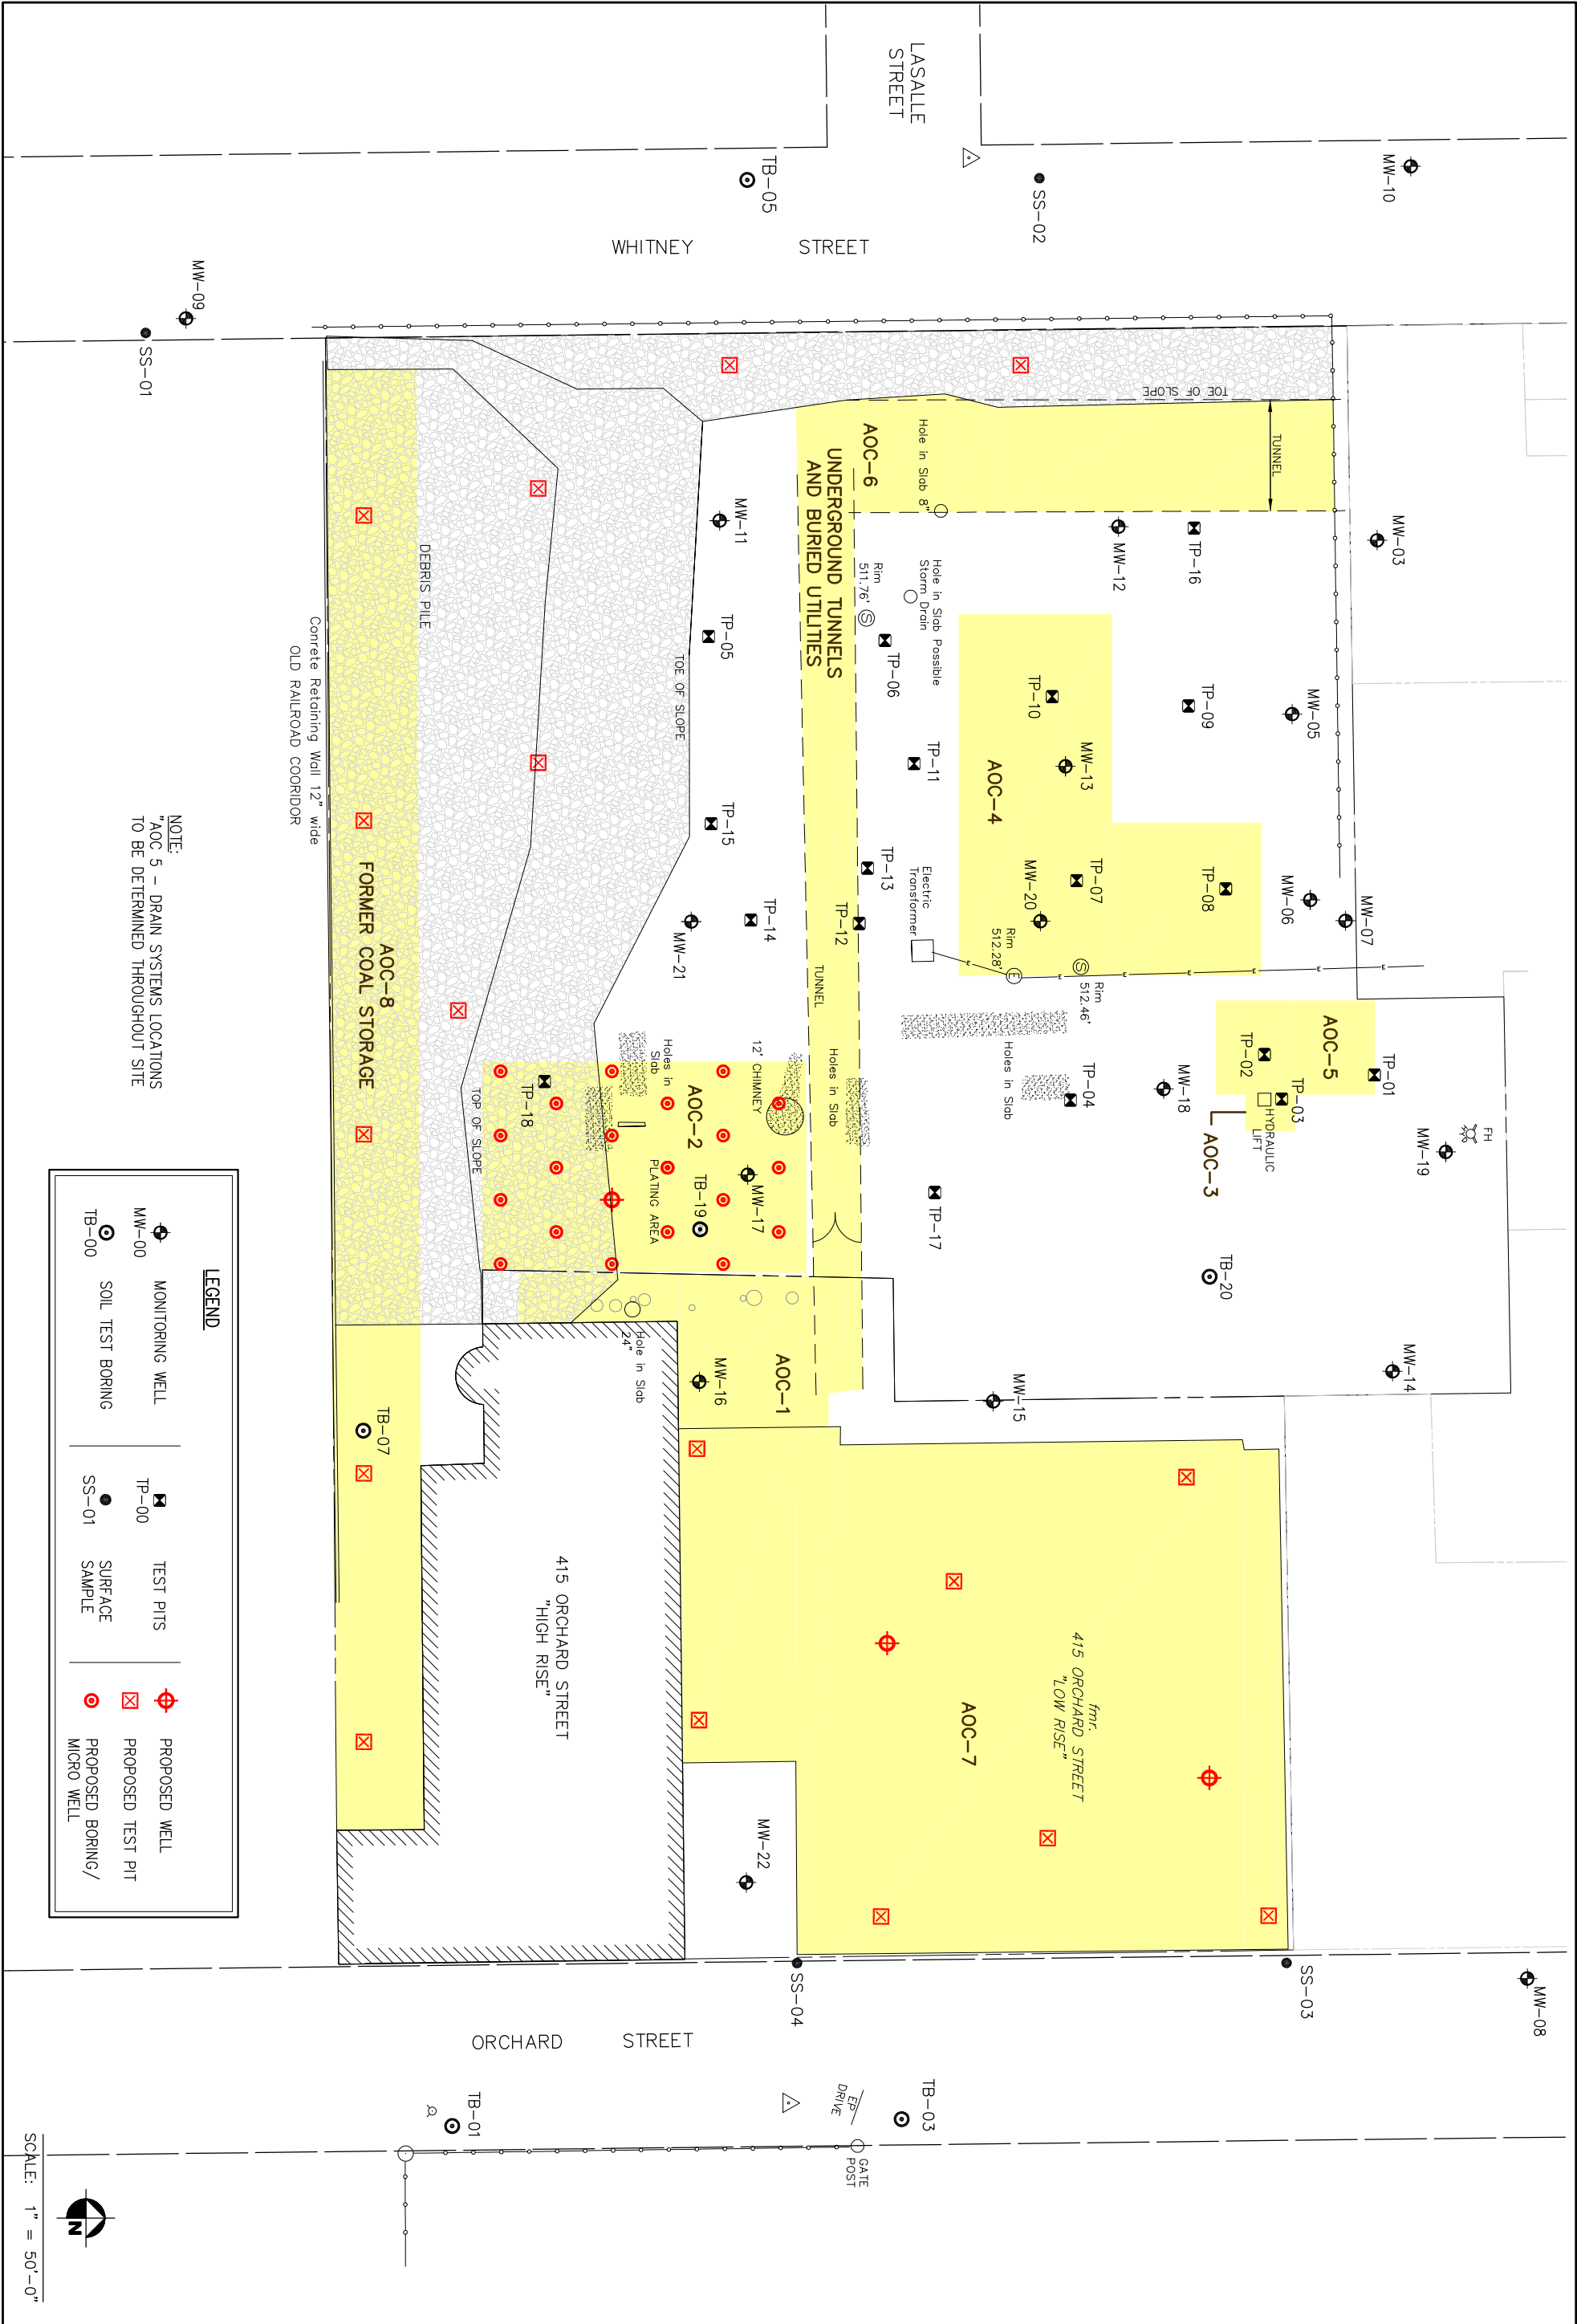 LASALLE
STREET
MW-10
SS-02
TB-05
WHITNEY STREET
MW-09
SS-01
TOE OF SLOPE
TUNNEL
MW-03
AOC-6
Hole in Slab 8"
UNDERGROUND TUNNELS
AND BURIED UTILITIES
MW-11
MW-12
TP-16
Rim
511.76'
S
Hole in Slab Possible
Storm Drain
TP-05
TP-06
TOE OF SLOPE
DEBRIS PILE
Conrete Retaining Wall 12" wide
OLD RAILROAD COORIDOR
TP-10
TP-09
MW-05
MW-13
TP-11
AOC-4
TP-15
TP-13
TP-12
TP-14
MW-21
Electric
Transformer
MW-20
TP-07
TP-08
MW-06
MW-07
Rim
512.28'
E
S
Rim
512.46'
E
E
E
E
E
E
E
TUNNEL
AOC-8
FORMER COAL STORAGE
NOTE:
"AOC 5 - DRAIN SYSTEMS LOCATIONS
TO BE DETERMINED THROUGHOUT SITE
Holes in
Slab
12' CHIMNEY
Holes in Slab
Holes in Slab
TP-04
MW-18
AOC-5
TP-01
TP-02
TP-03
HYDRAULIC
LIFT
AOC-3
FH
MW-19
TP-18
TOP OF SLOPE
AOC-2
PLATING AREA
TB-19
MW-17
TP-17
TB-20
Hole in Slab
24"
MW-16
AOC-1
MW-15
MW-14
TB-07
415 ORCHARD STREET
"HIGH RISE"
fmr.
415 ORCHARD STREET
"LOW RISE"
AOC-7
MW-22
SS-04
SS-03
MW-08
ORCHARD STREET
TB-01
EP
DRIVE
TB-03
GATE
POST
LEGEND
MW-00 MONITORING WELL
TB-00 SOIL TEST BORING
TP-00 TEST PITS
SS-01 SURFACE
SAMPLE
PROPOSED WELL
PROPOSED TEST PIT
PROPOSED BORING/
MICRO WELL
N
SCALE: 1" = 50'-0"